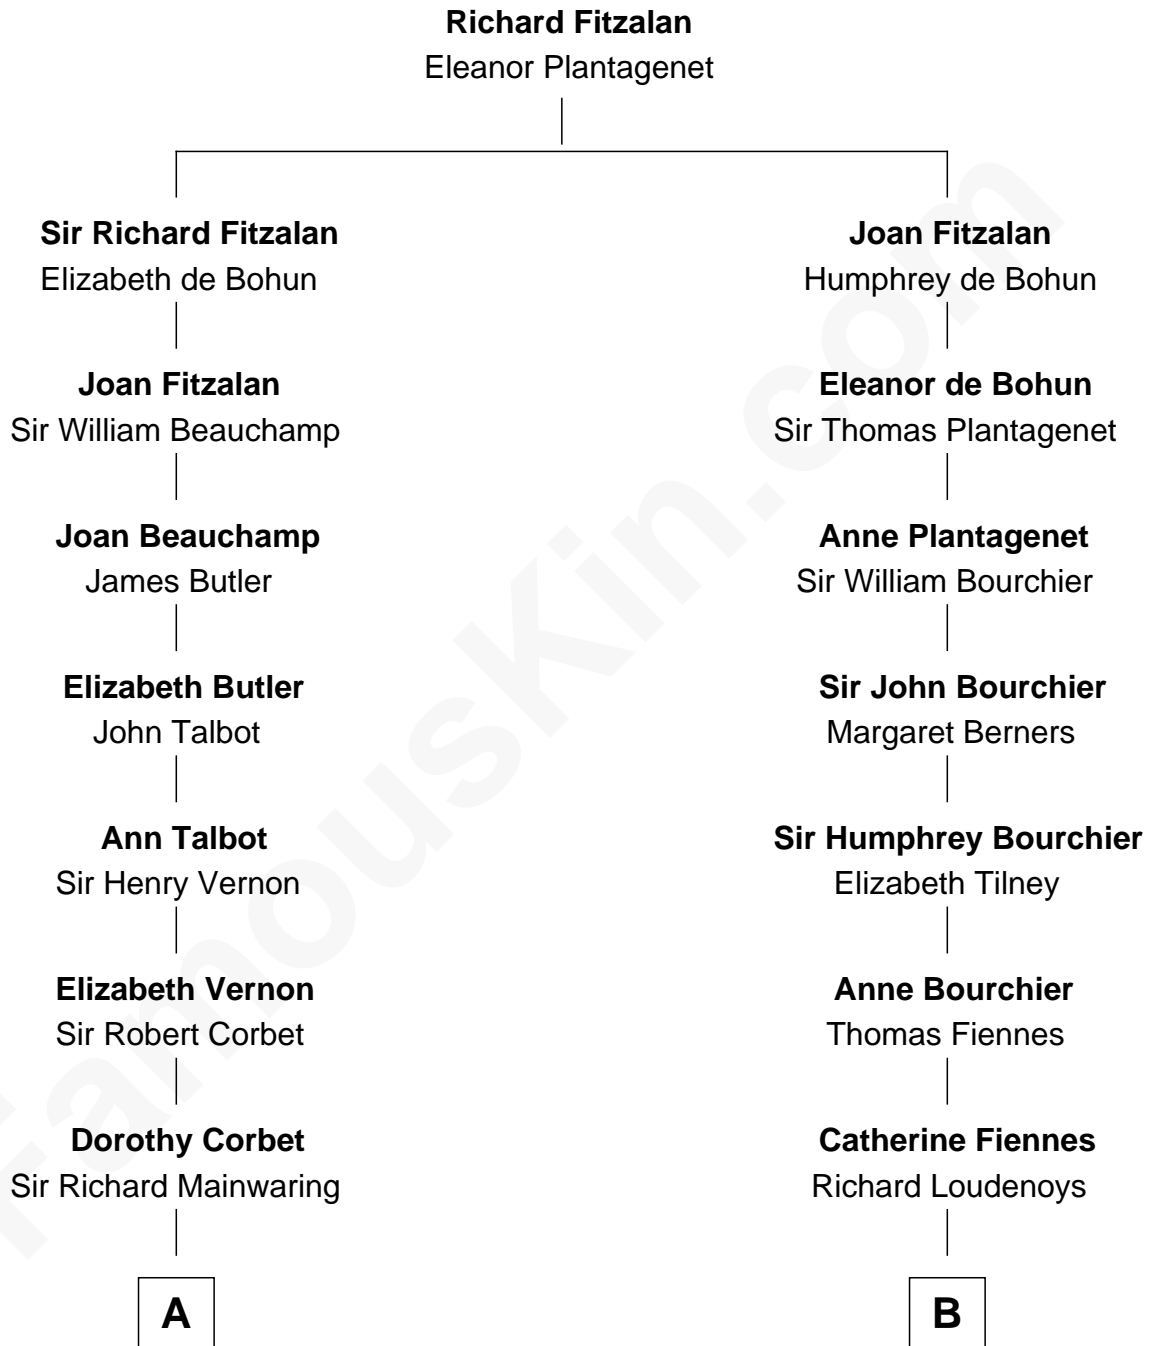 Richard Fitzalan
Eleanor Plantagenet
Sir Richard Fitzalan
Elizabeth de Bohun
Joan Fitzalan
Humphrey de Bohun
Joan Fitzalan
Sir William Beauchamp
Eleanor de Bohun
Sir Thomas Plantagenet
Joan Beauchamp
James Butler
Anne Plantagenet
Sir William Bourchier
Elizabeth Butler
John Talbot
Sir John Bourchier
Margaret Berners
Ann Talbot
Sir Henry Vernon
Sir Humphrey Bourchier
Elizabeth Tilney
Elizabeth Vernon
Sir Robert Corbet
Anne Bourchier
Thomas Fiennes
Dorothy Corbet
Sir Richard Mainwaring
Catherine Fiennes
Richard Loudenoys
A
B
FamousKin.com